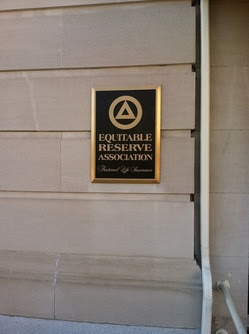 EQUITABLE
RESERVE
ASSOCIATION
Fraternal Life Insurance